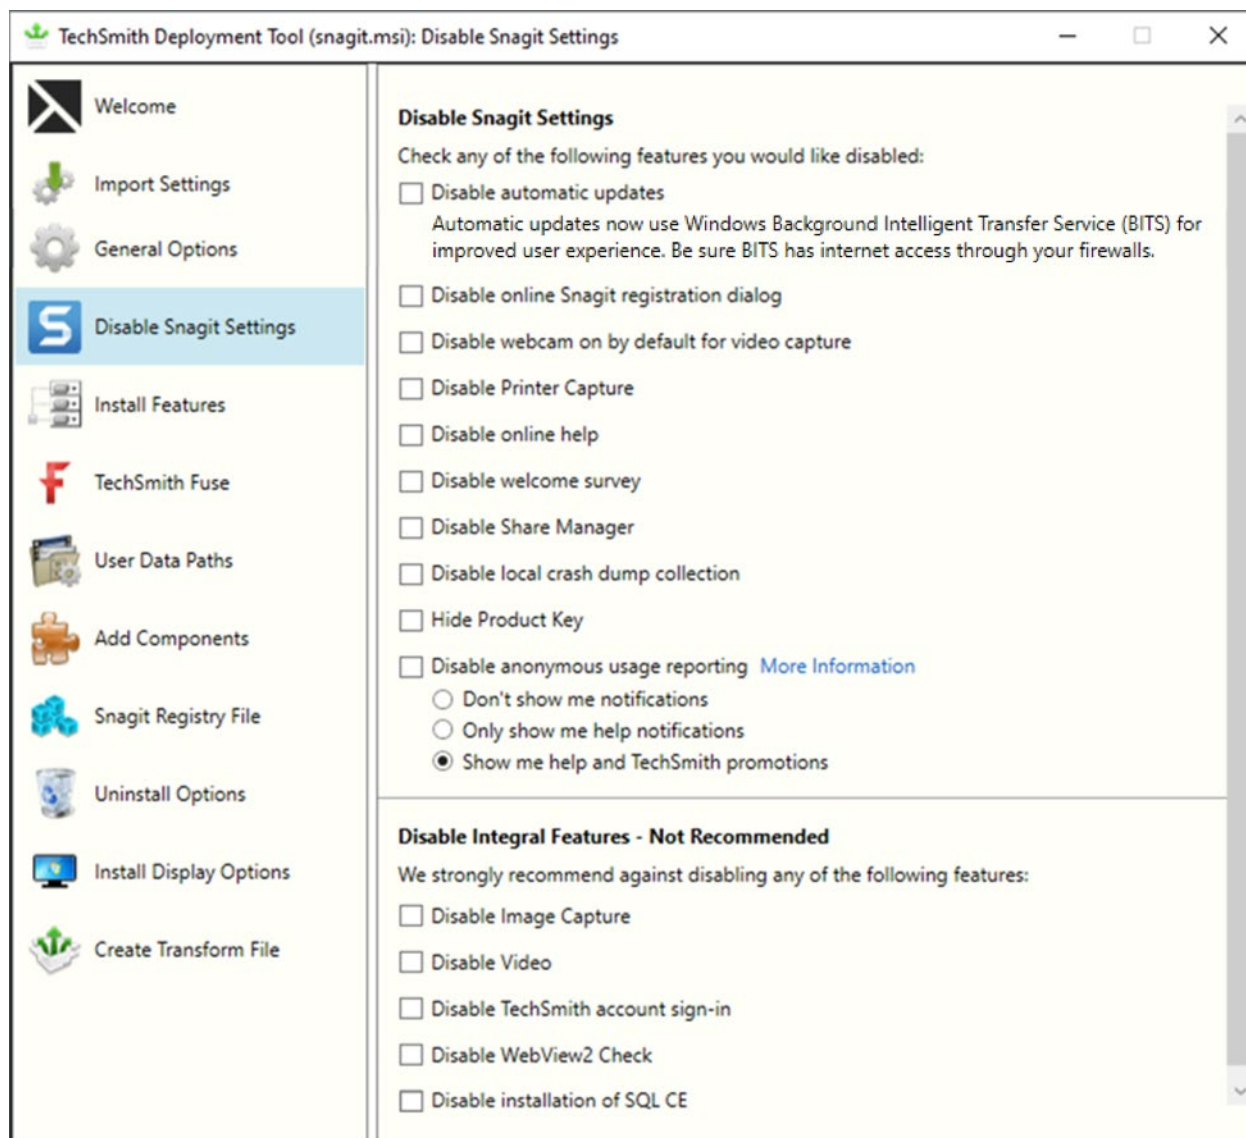 TechSmith Deployment Tool (snagit.msi): Disable Snagit Settings
Welcome
Import Settings
General Options
Disable Snagit Settings
Install Features
TechSmith Fuse
User Data Paths
Add Components
Snagit Registry File
Uninstall Options
Install Display Options
Create Transform File
Disable Snagit Settings
Check any of the following features you would like disabled:
Disable automatic updates
Automatic updates now use Windows Background Intelligent Transfer Service (BITS) for
improved user experience. Be sure BITS has internet access through your firewalls.
Disable online Snagit registration dialog
Disable webcam on by default for video capture
Disable Printer Capture
Disable online help
Disable welcome survey
Disable Share Manager
Disable local crash dump collection
Hide Product Key
Disable anonymous usage reporting More Information
Don't show me notifications
Only show me help notifications
Show me help and TechSmith promotions
Disable Integral Features - Not Recommended
We strongly recommend against disabling any of the following features:
Disable Image Capture
Disable Video
Disable TechSmith account sign-in
Disable WebView2 Check
Disable installation of SQL CE